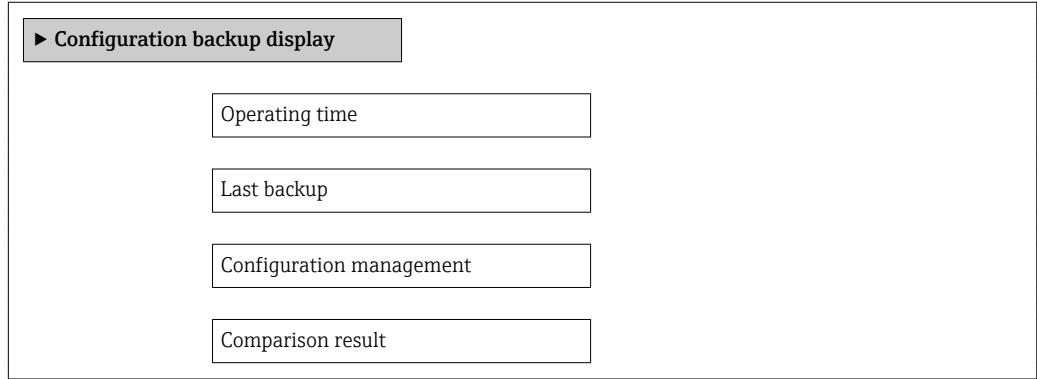 ► Configuration backup display
Operating time
Last backup
Configuration management
Comparison result